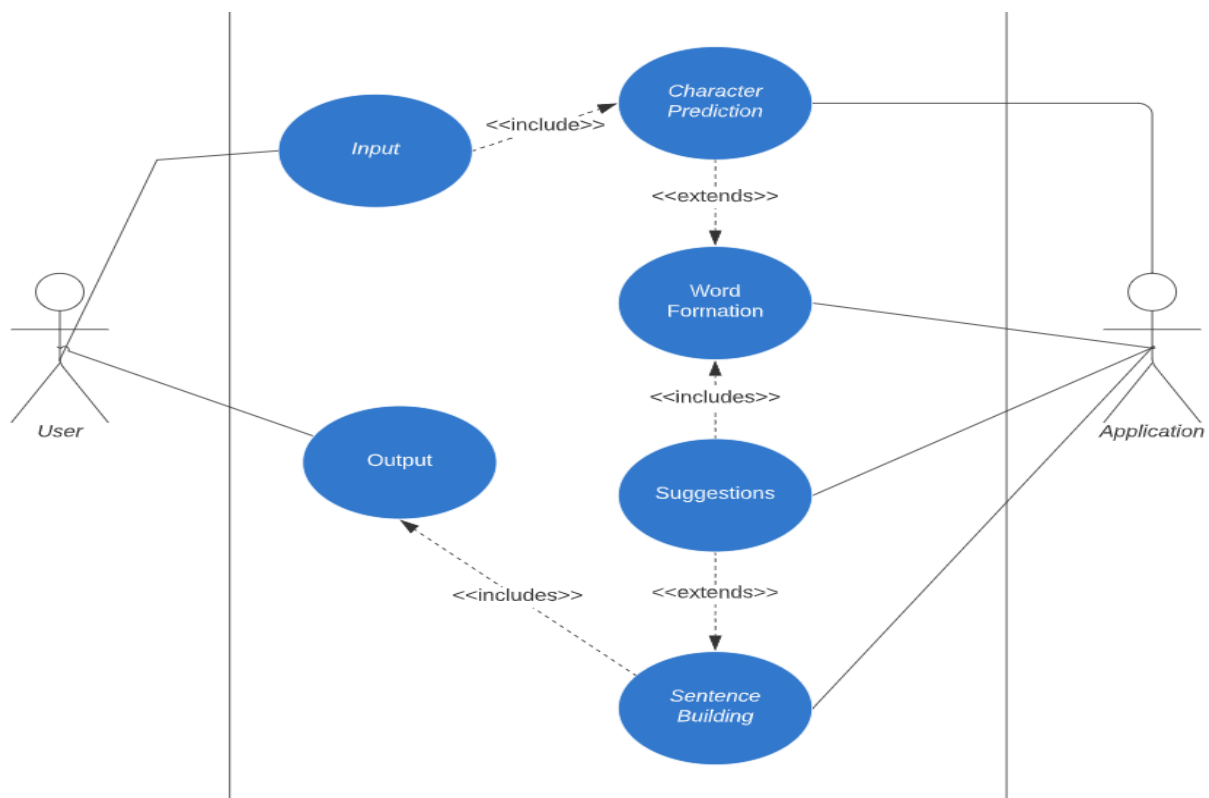 Character
Prediction
<<include>>
Input
<<extends>>
Word
Formation
<<includes>>
User
Application
Output
Suggestions
<<includes>>
<<extends>>
Sentence
Building